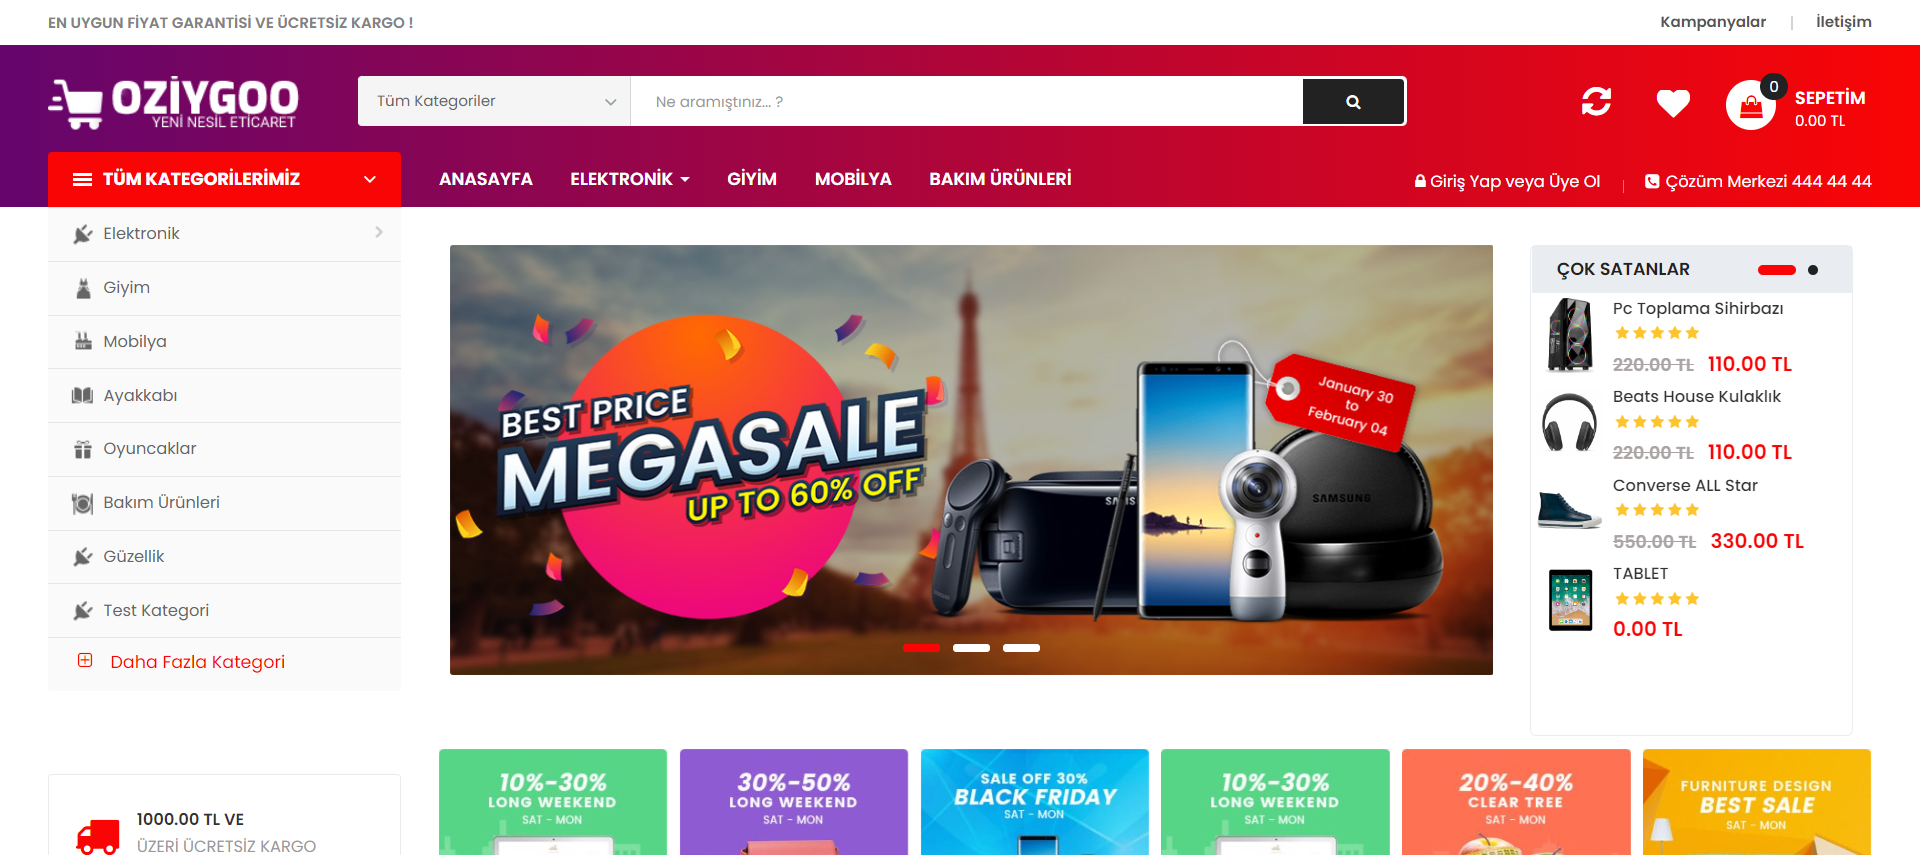 EN UYGUN FİYAT GARANTİSİ VE ÜCRETSİZ KARGO !
Kampanyalar
İletişim
OZİYGOO
YENİ NESİL ETİCARET
Tüm Kategoriler
Ne aramıştınız... ?
0
SEPETİM
0.00 TL
TÜM KATEGORİLERİMİZ
ANASAYFA
ELEKTRONİK
GİYİM
MOBİLYA
BAKIM ÜRÜNLERİ
Giriş Yap veya Üye Ol
Çözüm Merkezi 444 44 44
Elektronik
Giyim
Mobilya
Ayakkabı
Oyuncaklar
Bakım Ürünleri
Güzellik
Test Kategori
Daha Fazla Kategori
BEST PRICE
MEGASALE
UP TO 60% OFF
January 30
to
February 04
SAMSUNG
ÇOK SATANLAR
Pc Toplama Sihirbazı
220.00 TL 110.00 TL
Beats House Kulaklık
220.00 TL 110.00 TL
Converse ALL Star
550.00 TL 330.00 TL
TABLET
0.00 TL
1000.00 TL VE
ÜZERİ ÜCRETSİZ KARGO
10%-30%
LONG WEEKEND
SAT - MON
30%-50%
LONG WEEKEND
SAT - MON
SALE OFF 30%
BLACK FRIDAY
SAT - MON
10%-30%
LONG WEEKEND
SAT - MON
20%-40%
CLEAR TREE
SAT - MON
FURNITURE DESIGN
BEST SALE
SAT - MON